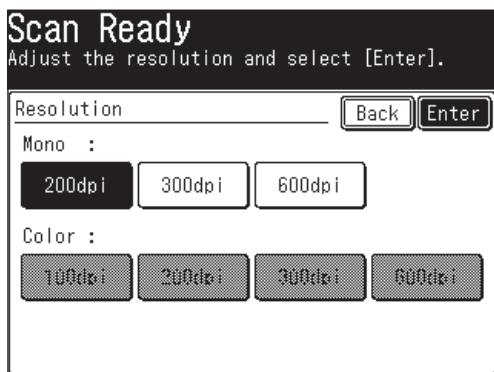 Scan Ready
Adjust the resolution and select [Enter].
Resolution Back Enter
Mono :
200dpi 300dpi 600dpi
Color :
100dpi 200dpi 300dpi 600dpi